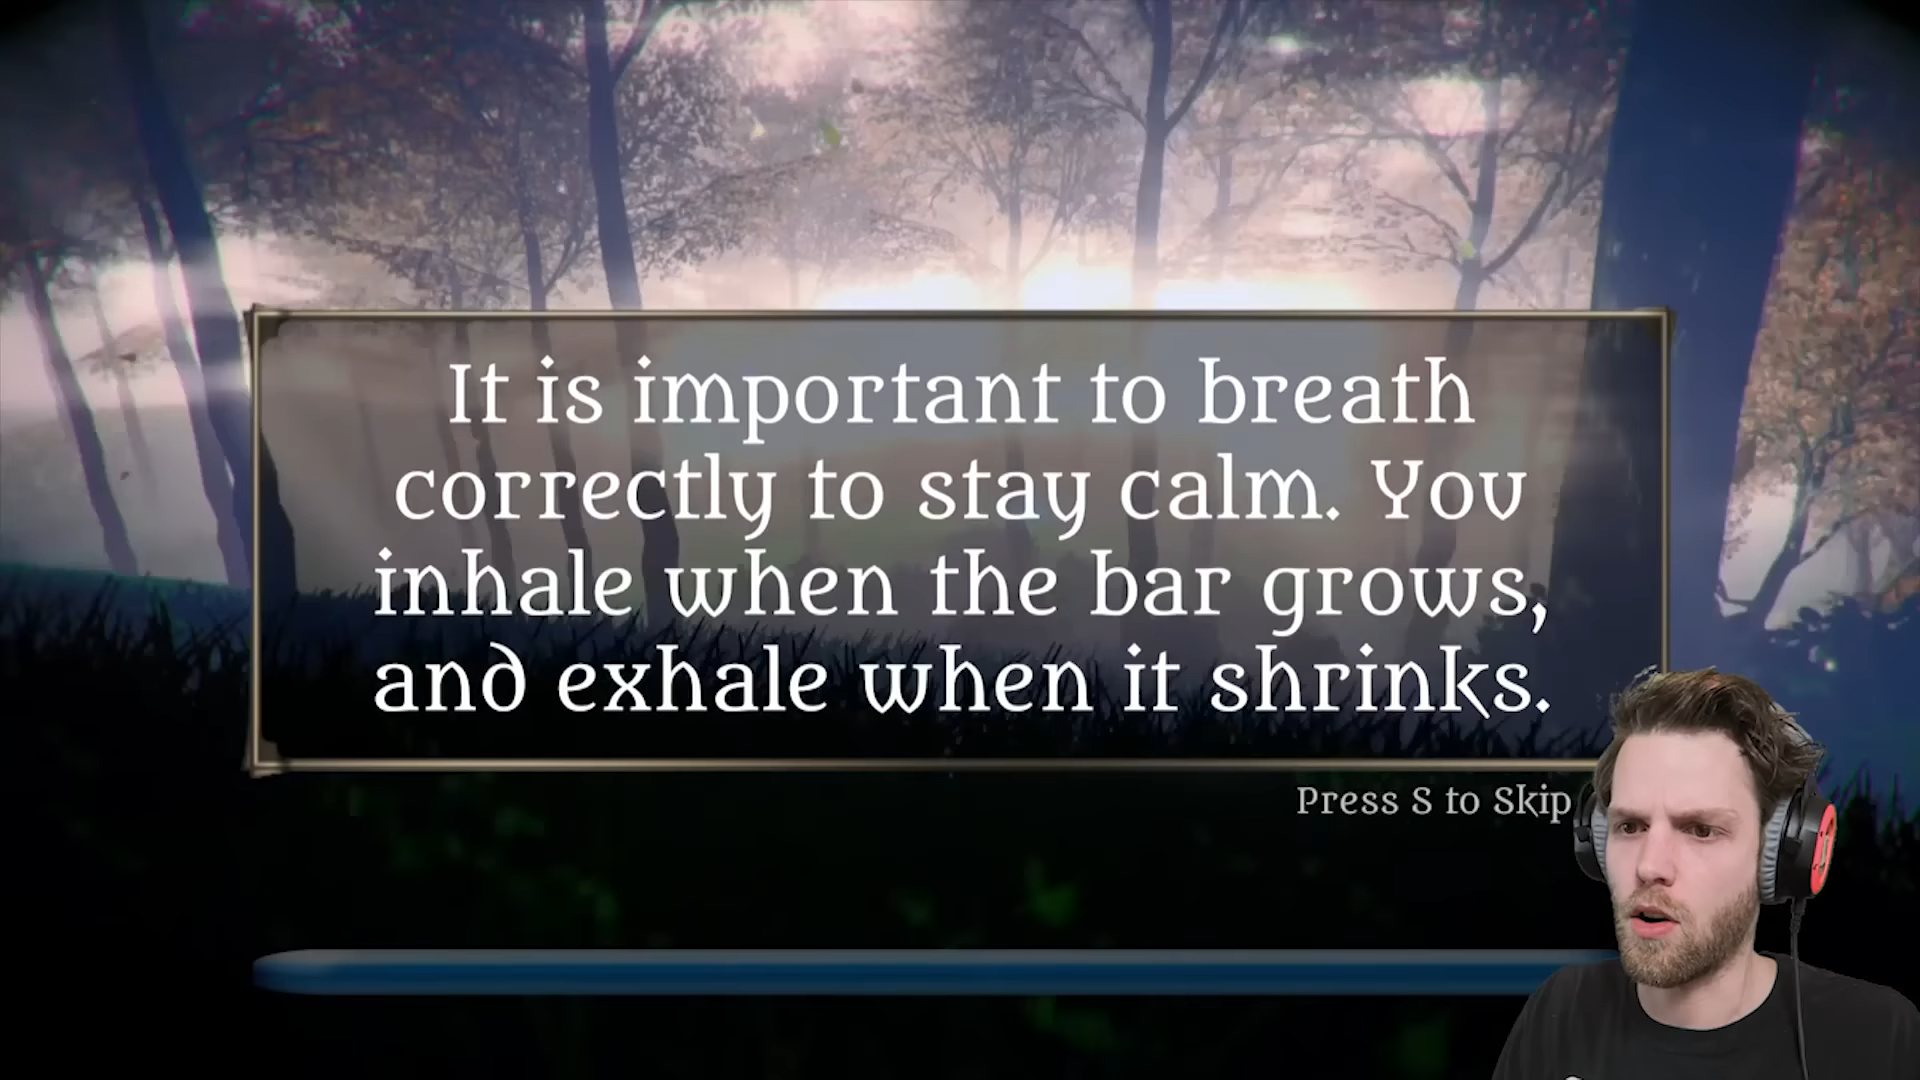 It is important to breath
correctly to stay calm. You
inhale when the bar grows,
and exhale when it shrinks.
Press S to Skip